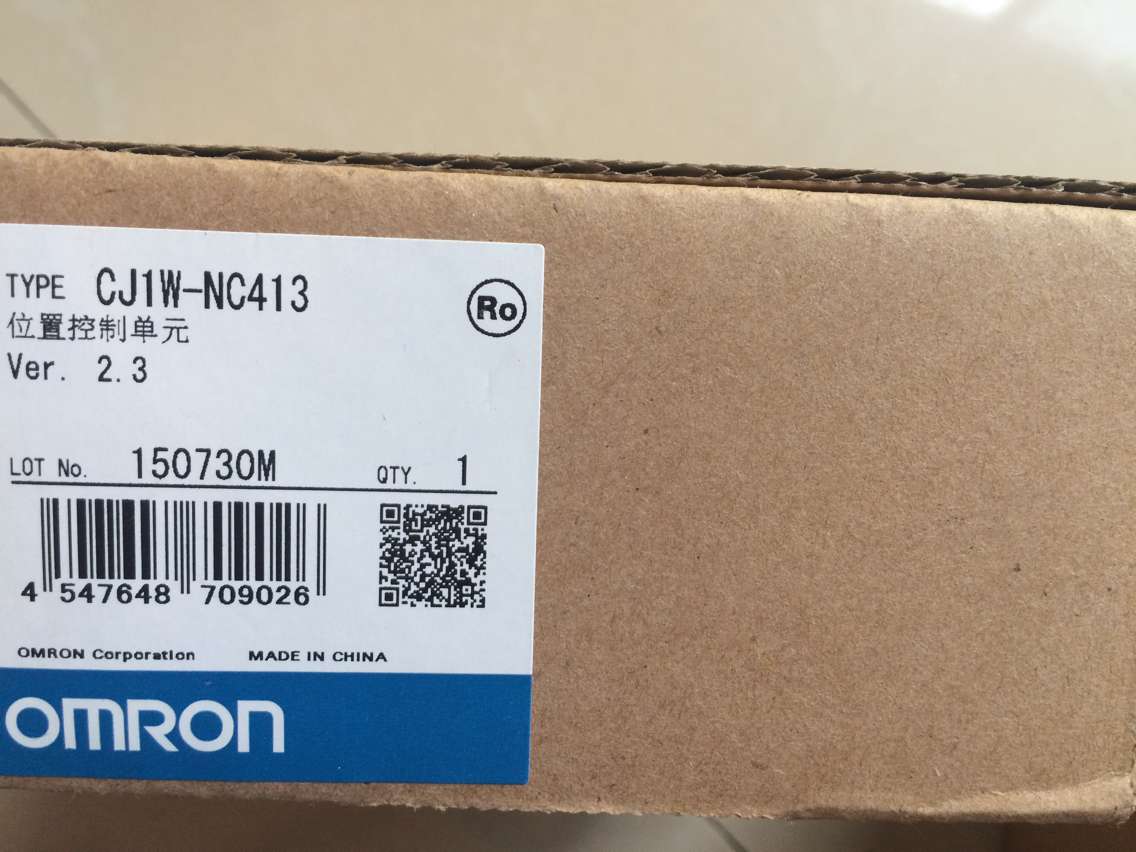 TYPE CJ1W-NC413
Ro
位置控制单元
Ver. 2.3
LOT No. 150730M QTY. 1
4 547648 709026
OMRON Corporation MADE IN CHINA
OMRON